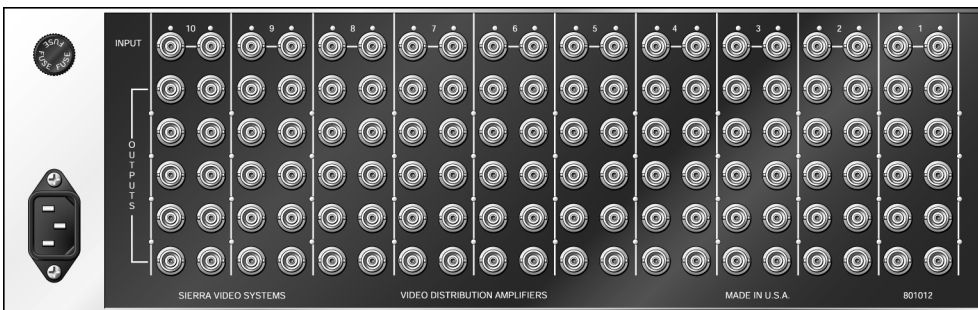 FUSE FUSE FUSE
INPUT 10 9 8 7 6 5 4 3 2 1
OUTPUTS
SIERRA VIDEO SYSTEMS VIDEO DISTRIBUTION AMPLIFIERS MADE IN U.S.A. 801012